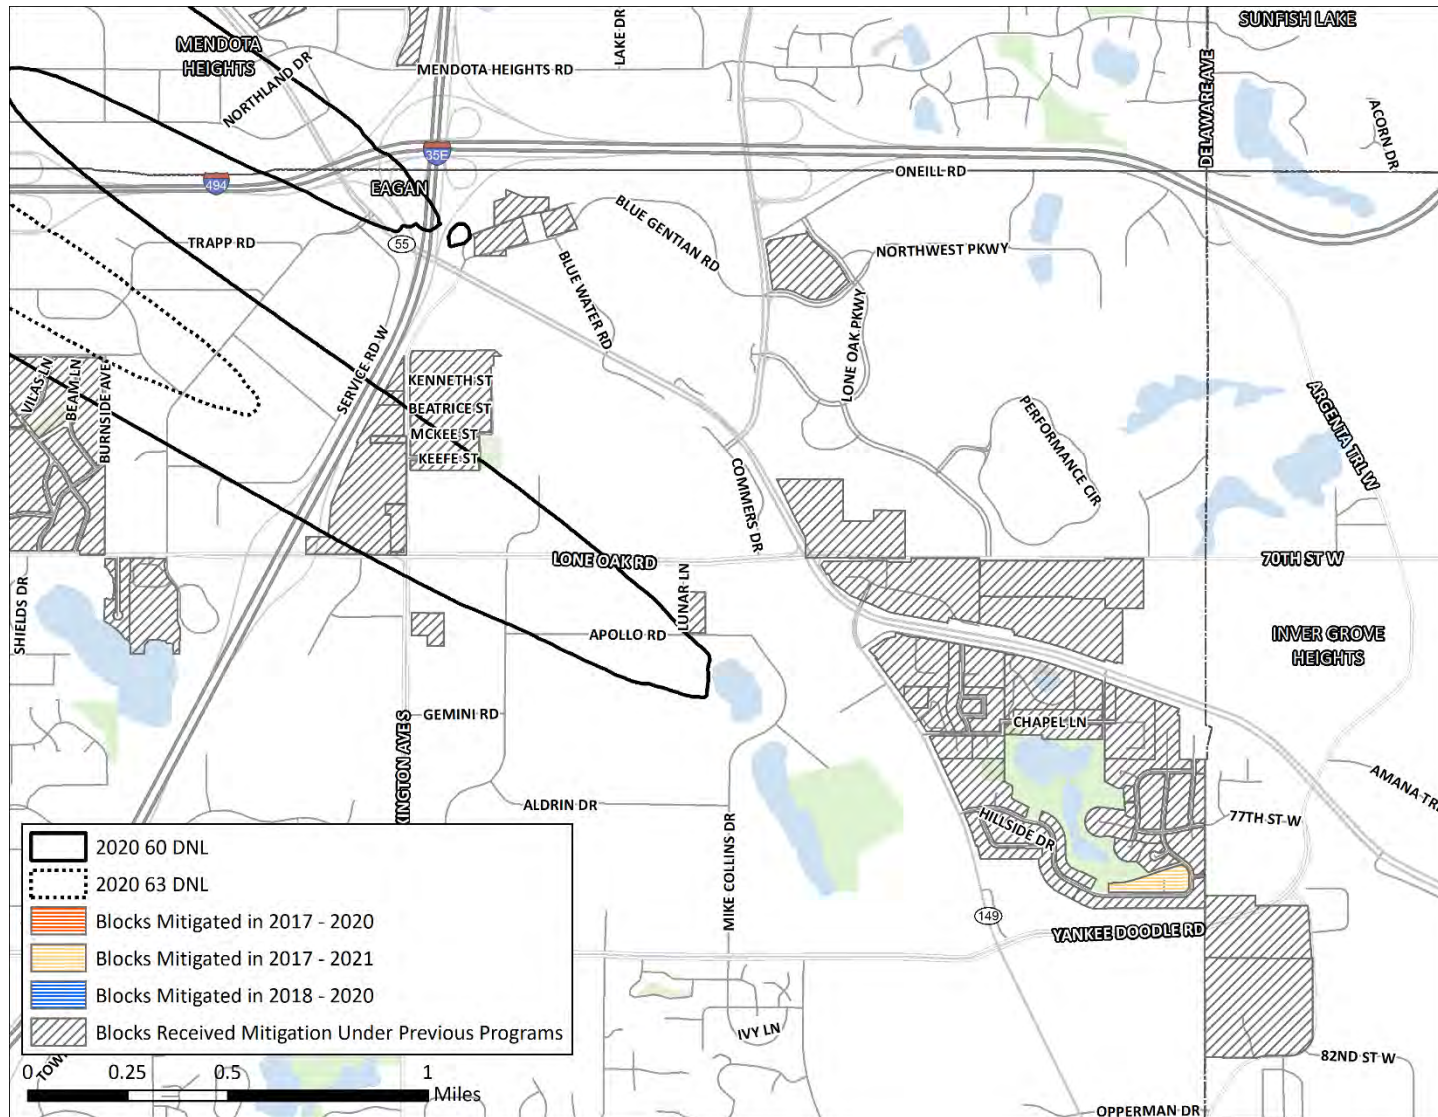 SUNFISH LAKE
MENDOTA
HEIGHTS
NORTHLAND DR
LAKE DR
MENDOTA HEIGHTS RD
DELAWARE AVE
ACORN DR
35E
494
EAGAN
ONEILL RD
TRAPP RD
55
BLUE GENTIAN RD
NORTHWEST PKWY
BLUE WATER RD
LONE OAK PKWY
SERVICE RD W
VILAS LN
BEAM LN
BURNSIDE AVE
KENNETH ST
BEATRICE ST
MCKEE ST
KEEFE ST
PERFORMANCE CIR
ARGENTA TRL W
COMMERS DR
LONE OAK RD
70TH ST W
SHIELDS DR
LUNAR LN
APOLLO RD
INVER GROVE
HEIGHTS
GEMINI RD
CHAPEL LN
KINGTON AVE S
ALDRIN DR
AMANA TR
77TH ST W
HILLSIDE DR
MIKE COLLINS DR
149
YANKEE DOODLE RD
IVY LN
82ND ST W
OPPERMAN DR
2020 60 DNL
2020 63 DNL
Blocks Mitigated in 2017 - 2020
Blocks Mitigated in 2017 - 2021
Blocks Mitigated in 2018 - 2020
Blocks Received Mitigation Under Previous Programs
TOW
0 0.25 0.5 1
Miles